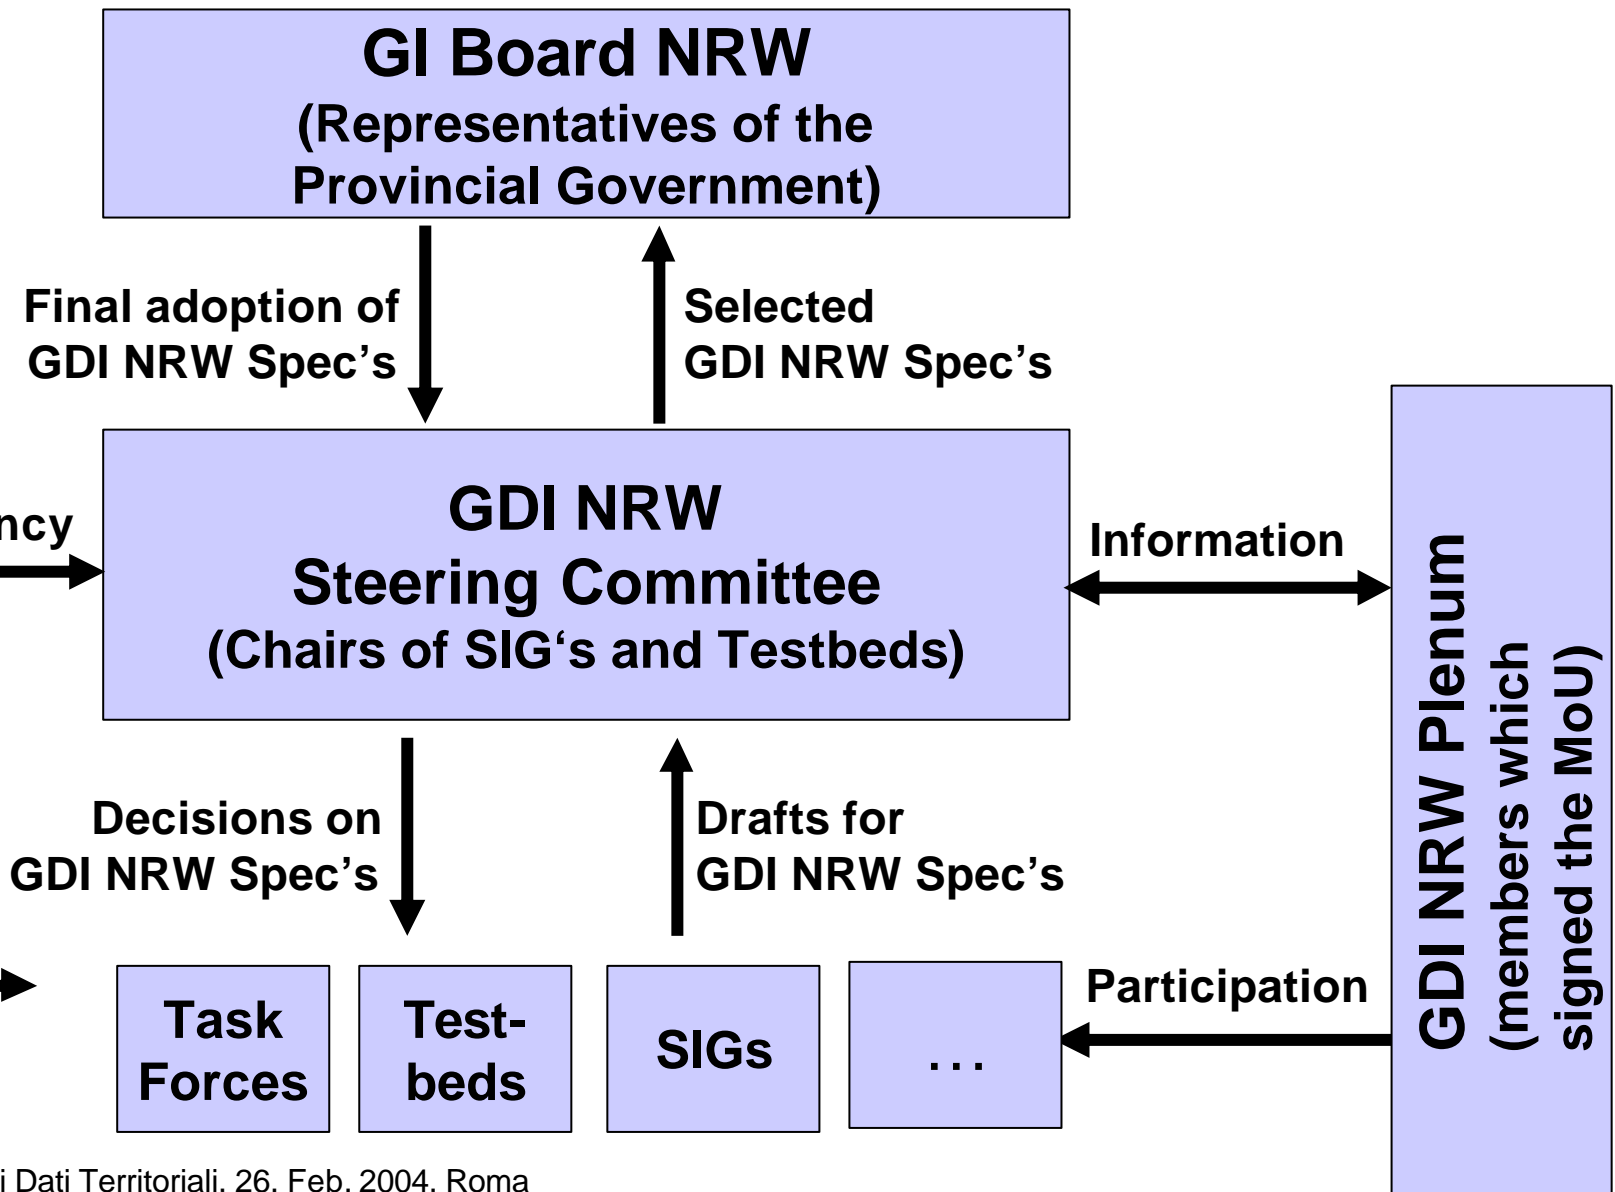 GI Board NRW
(Representatives of the
Provincial Government)
Final adoption of
GDI NRW Spec's
Selected
GDI NRW Spec's
ncy
GDI NRW
Steering Committee
(Chairs of SIG‘s and Testbeds)
Information
GDI NRW Plenum
(members which
signed the MoU)
Decisions on
GDI NRW Spec's
Drafts for
GDI NRW Spec's
Participation
Task
Forces
Test-
beds
SIGs
...
i Dati Territoriali, 26. Feb. 2004, Roma